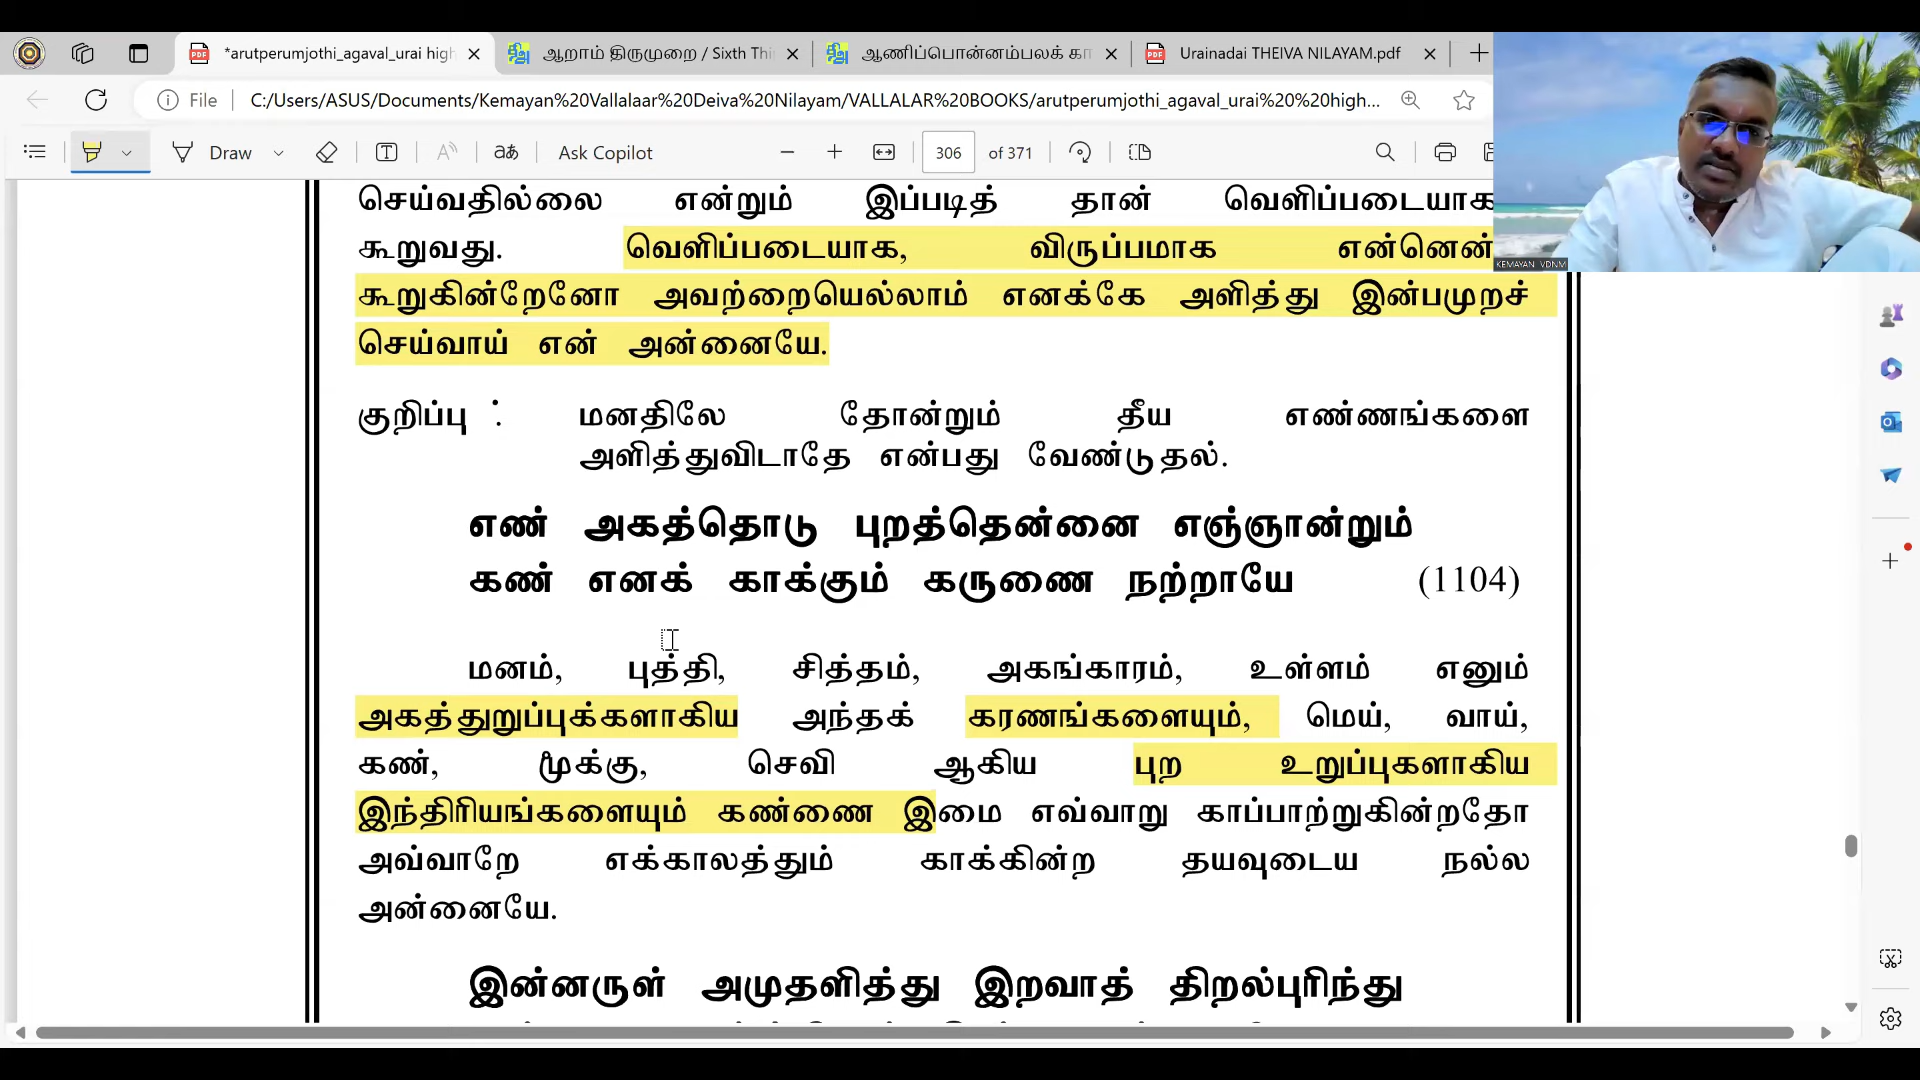 *arutperumjothi_agaval_urai high
ஆறாம் திருமுறை / Sixth Thi
ஆணிப்பொன்னம்பலக் கா
Urainadai THEIVA NILAYAM.pdf
File
C:/Users/ASUS/Documents/Kemayan%20Vallalaar%20Deiva%20Nilayam/VALLALAR%20BOOKS/arutperumjothi_agaval_urai%20%20high...
Draw
Ask Copilot
306 of 371
செய்வதில்லை என்றும் இப்படித் தான் வெளிப்படையாக
கூறுவது. வெளிப்படையாக, விருப்பமாக என்னென்
கூறுகின்றேனோ அவற்றையெல்லாம் எனக்கே அளித்து இன்பமுறச்
செய்வாய் என் அன்னையே.
குறிப்பு : மனதிலே தோன்றும் தீய எண்ணங்களை
அளித்துவிடாதே என்பது வேண்டுதல்.
எண் அகத்தொடு புறத்தென்னை எஞ்ஞான்றும்
கண் எனக் காக்கும் கருணை நற்றாயே (1104)
மனம், புத்தி, சித்தம், அகங்காரம், உள்ளம் எனும்
அகத்துறுப்புக்களாகிய அந்தக் கரணங்களையும், மெய், வாய்,
கண், மூக்கு, செவி ஆகிய புற உறுப்புகளாகிய
இந்திரியங்களையும் கண்ணை இமை எவ்வாறு காப்பாற்றுகின்றதோ
அவ்வாறே எக்காலத்தும் காக்கின்ற தயவுடைய நல்ல
அன்னையே.
இன்னருள் அமுதளித்து இறவாத் திறல்புரிந்து
KEMAYAN VDNM